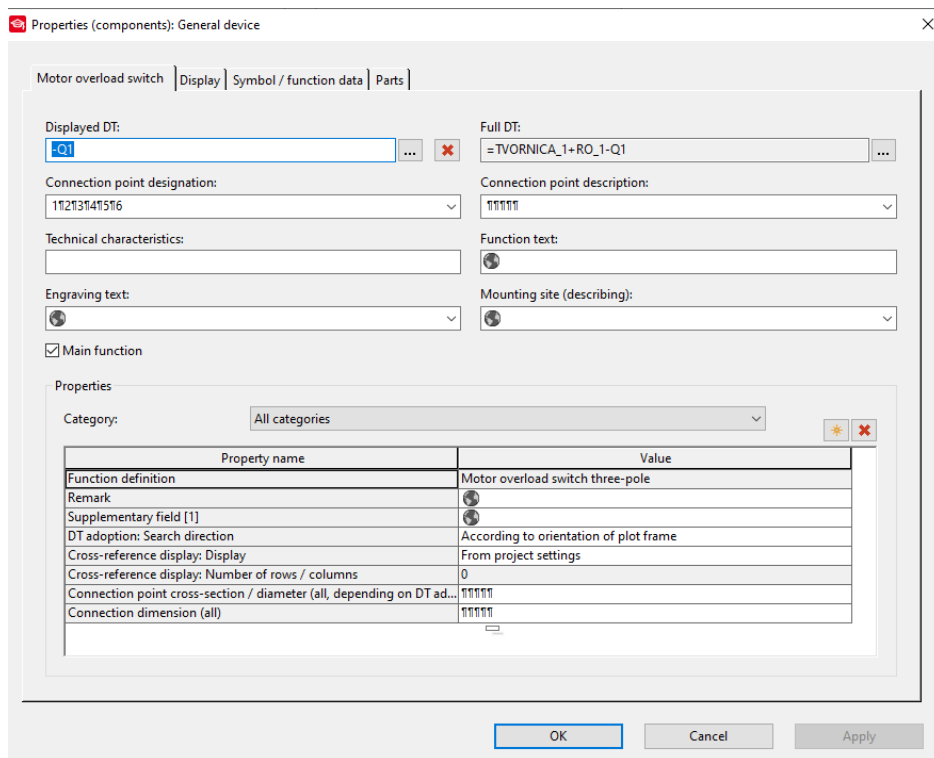 Properties (components): General device
Motor overload switch Display Symbol / function data Parts
Displayed DT: Full DT:
-Q1 ... =TVORNICA_1+RO_1-Q1 ...
Connection point designation: Connection point description:
1¶2¶3¶4¶5¶6 ¶¶¶¶¶
Technical characteristics: Function text:
Engraving text: Mounting site (describing):
Main function
Properties
Category: All categories
Property name Value
Function definition Motor overload switch three-pole
Remark
Supplementary field [1]
DT adoption: Search direction According to orientation of plot frame
Cross-reference display: Display From project settings
Cross-reference display: Number of rows / columns 0
Connection point cross-section / diameter (all, depending on DT ad... ¶¶¶¶¶
Connection dimension (all) ¶¶¶¶¶
OK Cancel Apply